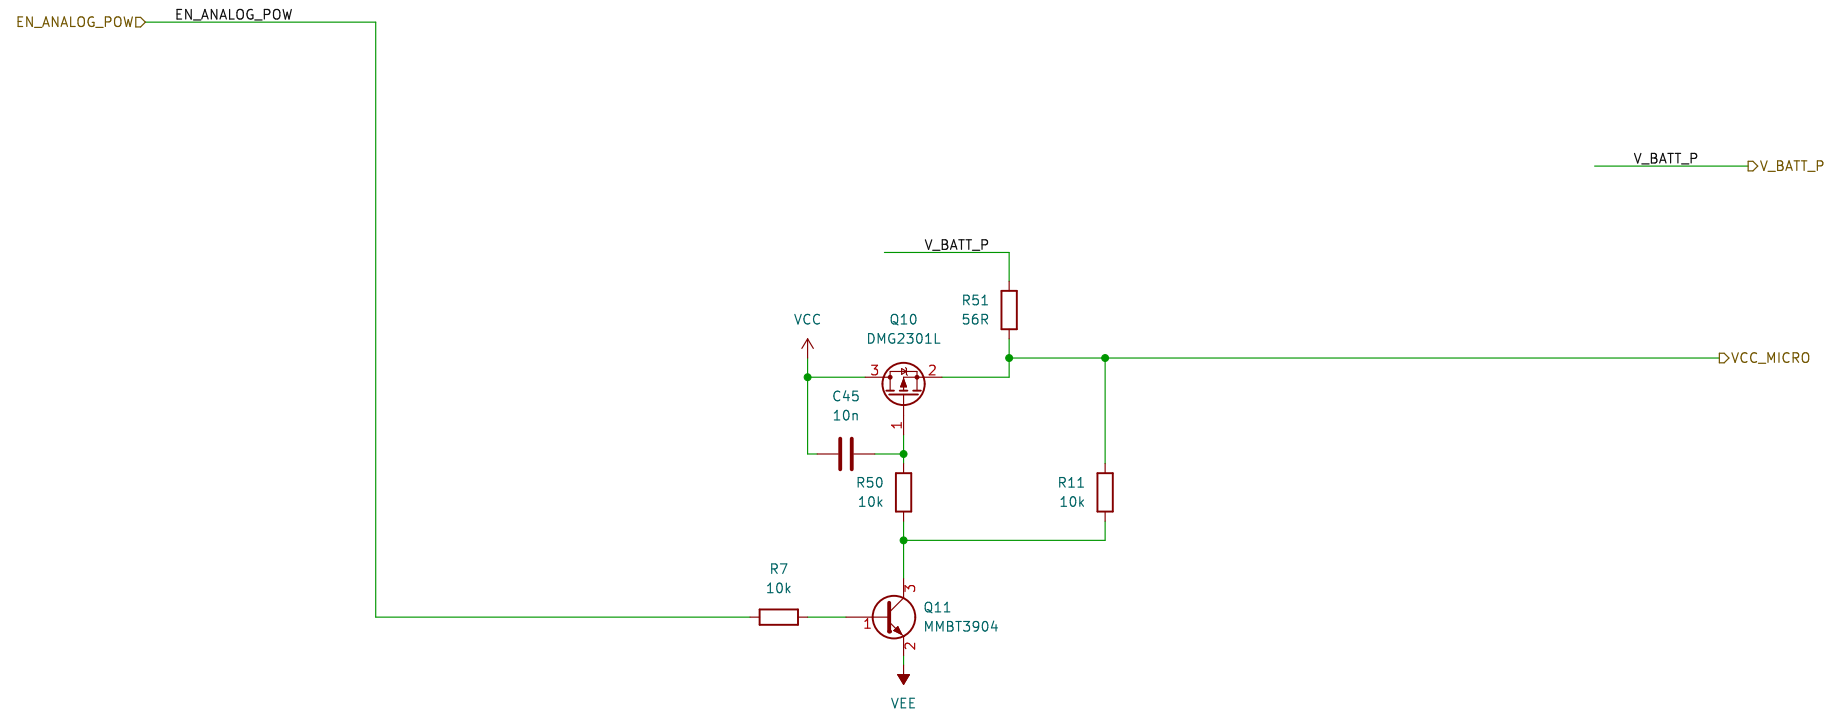 EN_ANALOG_POW
EN_ANALOG_POW
V_BATT_P
V_BATT_P
V_BATT_P
R51
56R
VCC
Q10
DMG2301L
VCC_MICRO
3
2
C45
10n
1
R50
10k
R11
10k
R7
10k
3
Q11
1
MMBT3904
2
VEE